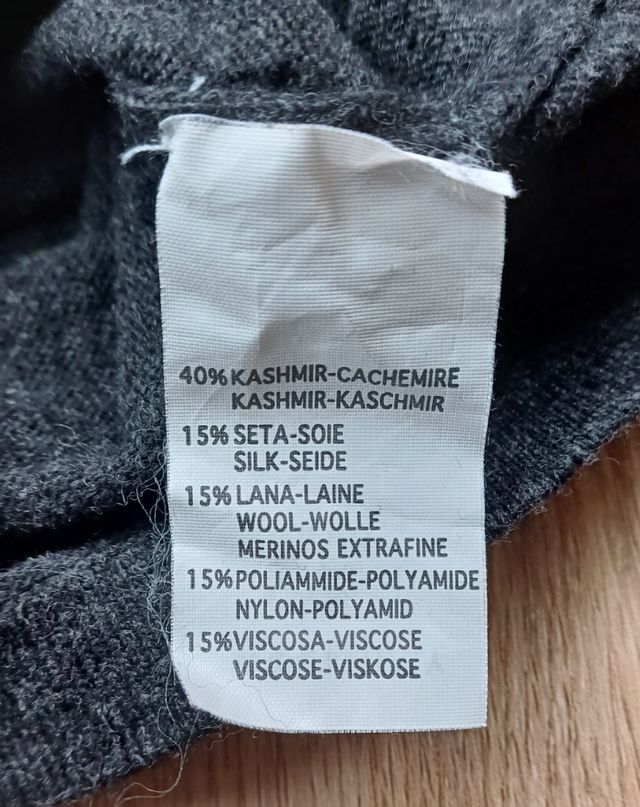 40% KASHMIR-CACHEMIRE
KASHMIR-KASCHMIR
15% SETA-SOIE
SILK-SEIDE
15% LANA-LAINE
WOOL-WOLLE
MERINOS EXTRAFINE
15% POLIAMMIDE-POLYAMIDE
NYLON-POLYAMID
15% VISCOSA-VISCOSE
VISCOSE-VISKOSE